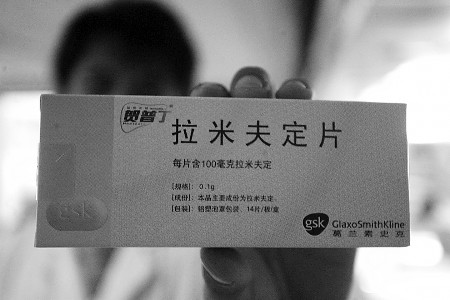 贺普丁®
拉米夫定片
每片含100毫克拉米夫定
[规格]: 0.1g
[成份]: 本品主要成份为拉米夫定。
[包装]: 铝塑泡罩包装, 14片/板/盒
gsk GlaxoSmithKline
葛兰素史克
gsk